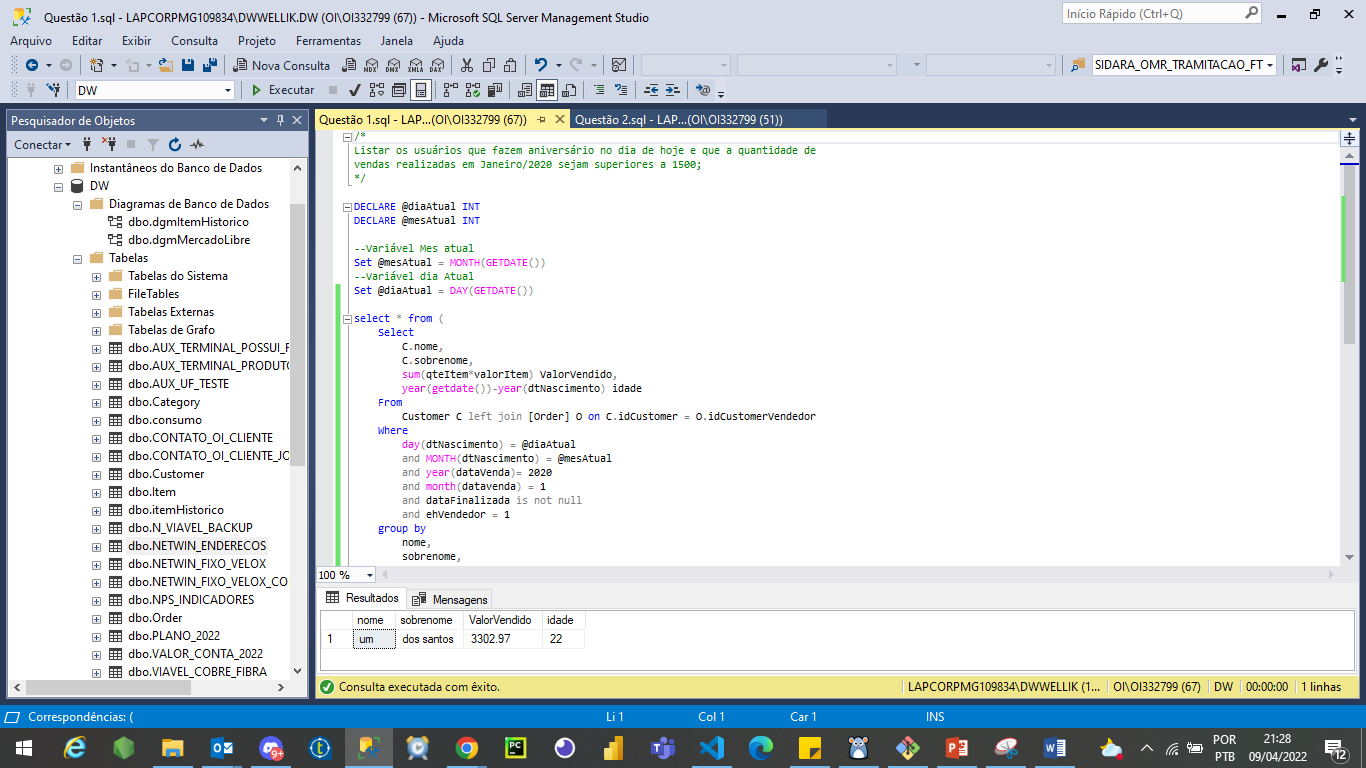 Questão 1.sql - LAPCORPMG109834\DWWELLIK.DW (OI\OI332799 (67)) - Microsoft SQL Server Management Studio
Início Rápido (Ctrl+Q)
Arquivo Editar Exibir Consulta Projeto Ferramentas Janela Ajuda
Nova Consulta MDX DMX XMLA DAX SIDARA_OMR_TRAMITACAO_FT
DW Executar
Pesquisador de Objetos
Conectar
Instantâneos do Banco de Dados
DW
Diagramas de Banco de Dados
dbo.dgmItemHistorico
dbo.dgmMercadoLibre
Tabelas
Tabelas do Sistema
FileTables
Tabelas Externas
Tabelas de Grafo
dbo.AUX_TERMINAL_POSSUI_F
dbo.AUX_TERMINAL_PRODUTO
dbo.AUX_UF_TESTE
dbo.Category
dbo.consumo
dbo.CONTATO_OI_CLIENTE
dbo.CONTATO_OI_CLIENTE_JO
dbo.Customer
dbo.Item
dbo.itemHistorico
dbo.N_VIAVEL_BACKUP
dbo.NETWIN_ENDERECOS
dbo.NETWIN_FIXO_VELOX
dbo.NETWIN_FIXO_VELOX_CO
dbo.NPS_INDICADORES
dbo.Order
dbo.PLANO_2022
dbo.VALOR_CONTA_2022
dbo.VIAVEL_COBRE_FIBRA
Questão 1.sql - LAP...(OI\OI332799 (67)) Questão 2.sql - LAP...(OI\OI332799 (51))
/*
Listar os usuários que fazem aniversário no dia de hoje e que a quantidade de
vendas realizadas em Janeiro/2020 sejam superiores a 1500;
*/
DECLARE @diaAtual INT
DECLARE @mesAtual INT
--Variável Mes atual
Set @mesAtual = MONTH(GETDATE())
--Variável dia Atual
Set @diaAtual = DAY(GETDATE())
select * from (
Select
C.nome,
C.sobrenome,
sum(qteItem*valorItem) ValorVendido,
year(getdate())-year(dtNascimento) idade
From
Customer C left join [Order] O on C.idCustomer = O.idCustomerVendedor
Where
day(dtNascimento) = @diaAtual
and MONTH(dtNascimento) = @mesAtual
and year(dataVenda)= 2020
and month(datavenda) = 1
and dataFinalizada is not null
and ehVendedor = 1
group by
nome,
sobrenome,
100 %
Resultados Mensagens
nome sobrenome ValorVendido idade
1 um dos santos 3302.97 22
Consulta executada com êxito. LAPCORPMG109834\DWWELLIK (1... OI\OI332799 (67) DW 00:00:00 1 linhas
Correspondências: ( Li 1 Col 1 Car 1 INS
9+ PC POR 21:28
PTB 09/04/2022 12